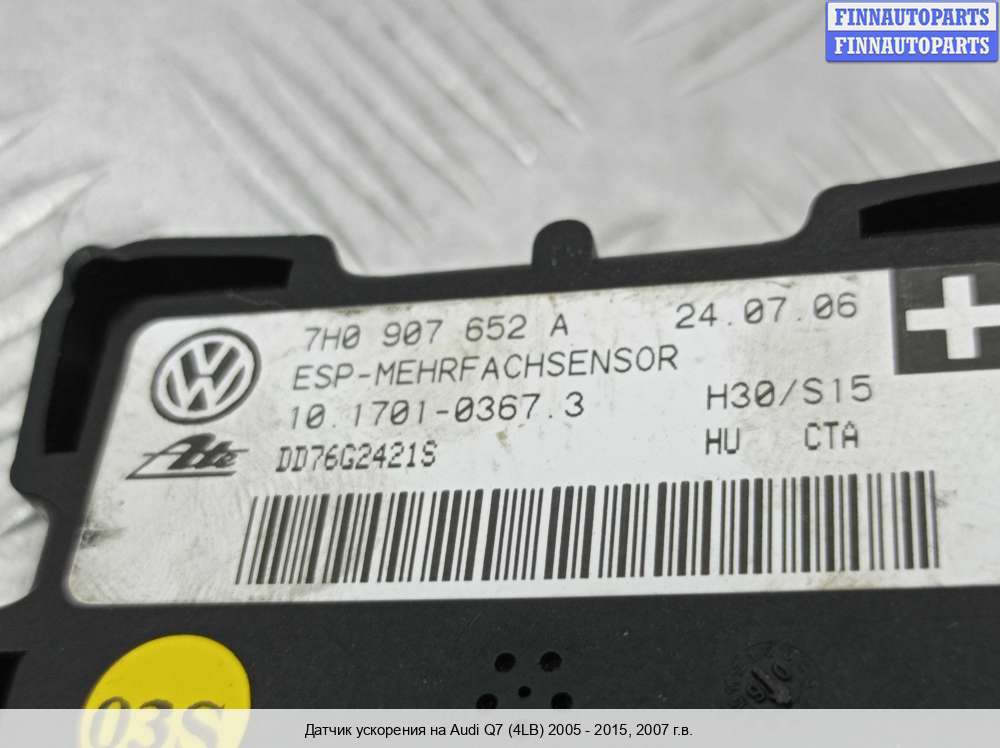 FINNAUTOPARTS
FINNAUTOPARTS
7H0 907 652 A 24.07.06
ESP-MEHRFACHSENSOR
10.1701-0367.3 H30/S15
Ate DD76G2421S HU CTA
03S
Датчик ускорения на Audi Q7 (4LB) 2005 - 2015, 2007 г.в.